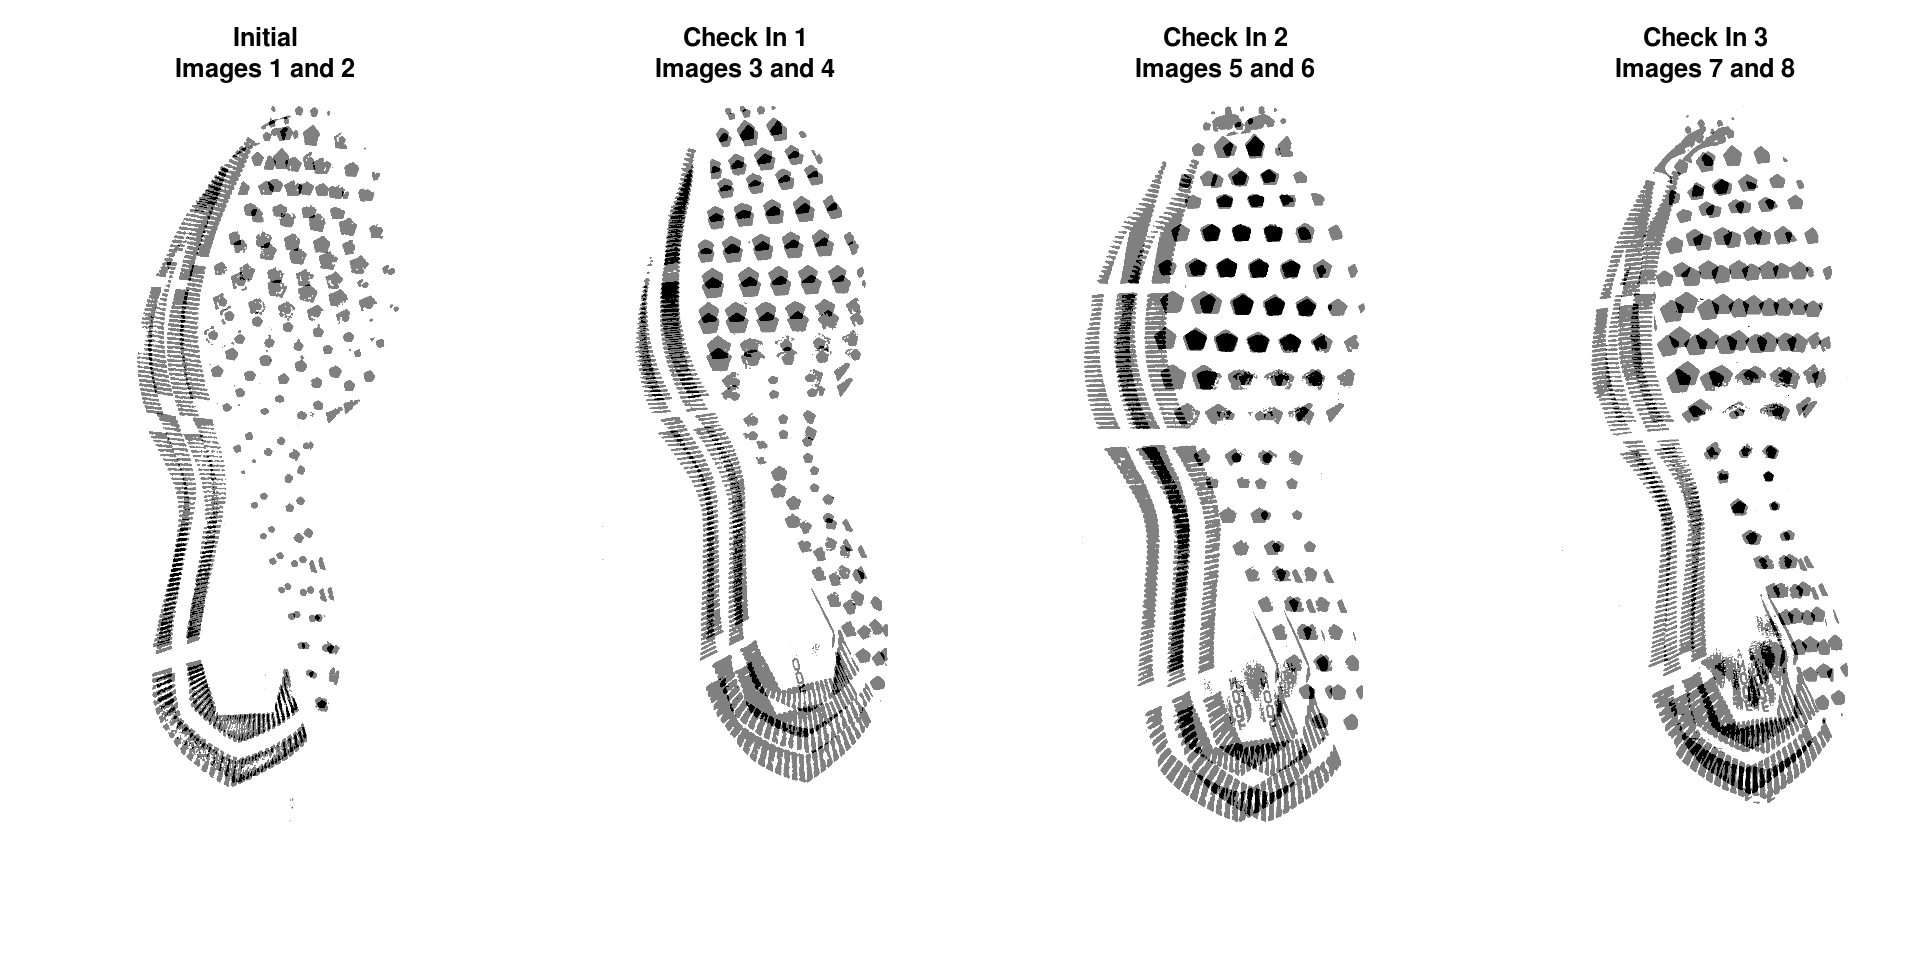 Initial
Images 1 and 2
Check In 1
Images 3 and 4
Check In 2
Images 5 and 6
Check In 3
Images 7 and 8